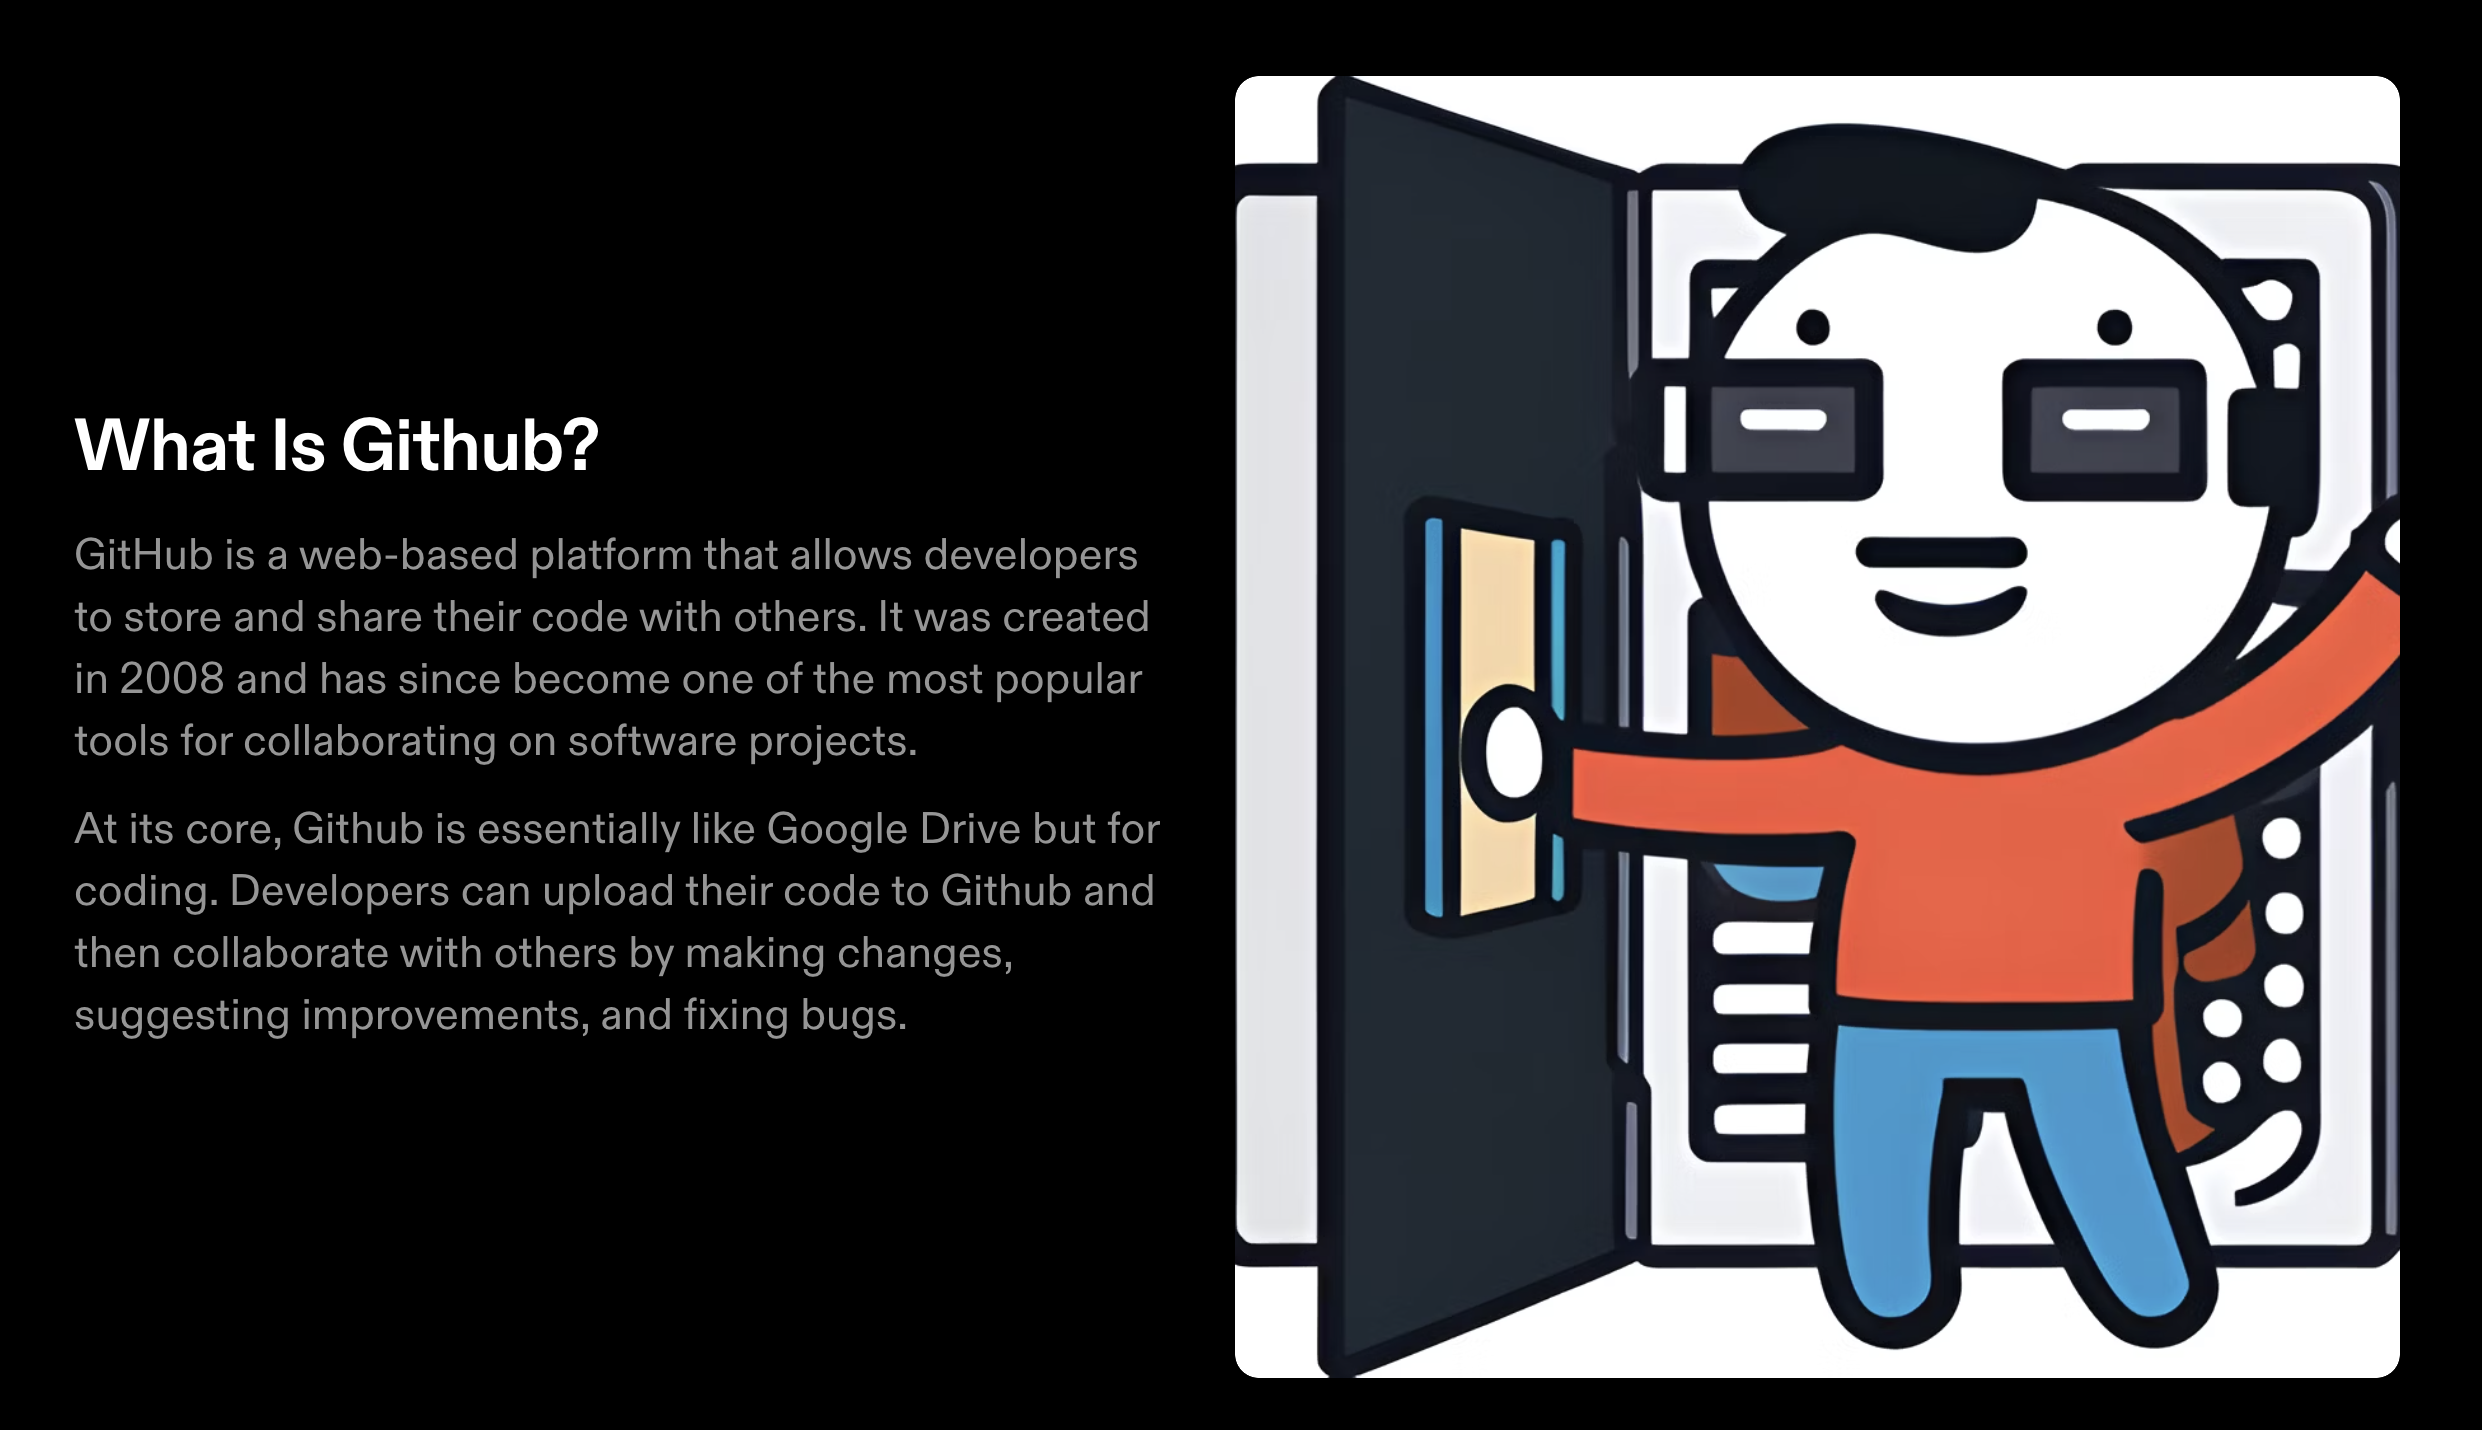 What Is Github?
GitHub is a web-based platform that allows developers
to store and share their code with others. It was created
in 2008 and has since become one of the most popular
tools for collaborating on software projects.
At its core, Github is essentially like Google Drive but for
coding. Developers can upload their code to Github and
then collaborate with others by making changes,
suggesting improvements, and fixing bugs.